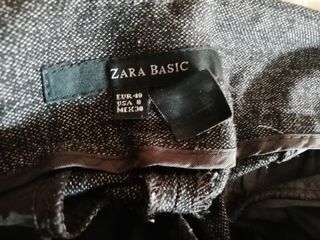 ZARA BASIC
EUR 40
USA 8
MEX 30